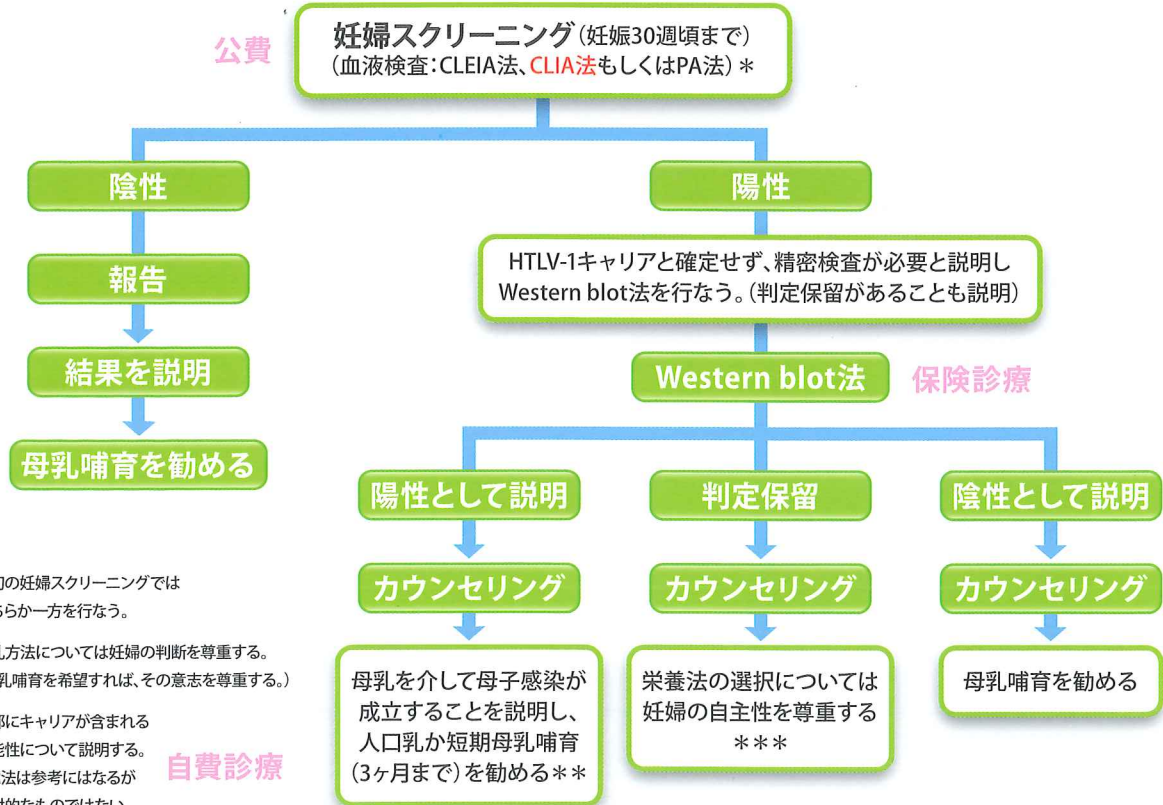 公費
妊婦スクリーニング(妊娠30週頃まで)
(血液検査:CLEIA法、CLIA法もしくはPA法)＊
陰性
陽性
報告
HTLV-1キャリアと確定せず、精密検査が必要と説明し
Western blot法を行なう。(判定保留があることも説明)
結果を説明
Western blot法
保険診療
母乳哺育を勧める
陽性として説明
判定保留
陰性として説明
カウンセリング
カウンセリング
カウンセリング
母乳を介して母子感染が
成立することを説明し、
人口乳か短期母乳哺育
(3ヶ月まで)を勧める＊＊
栄養法の選択については
妊婦の自主性を尊重する
＊＊＊
母乳哺育を勧める
の妊婦スクリーニングでは
ちらか一方を行なう。
方法については妊婦の判断を尊重する。
乳哺育を希望すれば、その意志を尊重する。)
にキャリアが含まれる
性について説明する。
法は参考にはなるが
自費診療